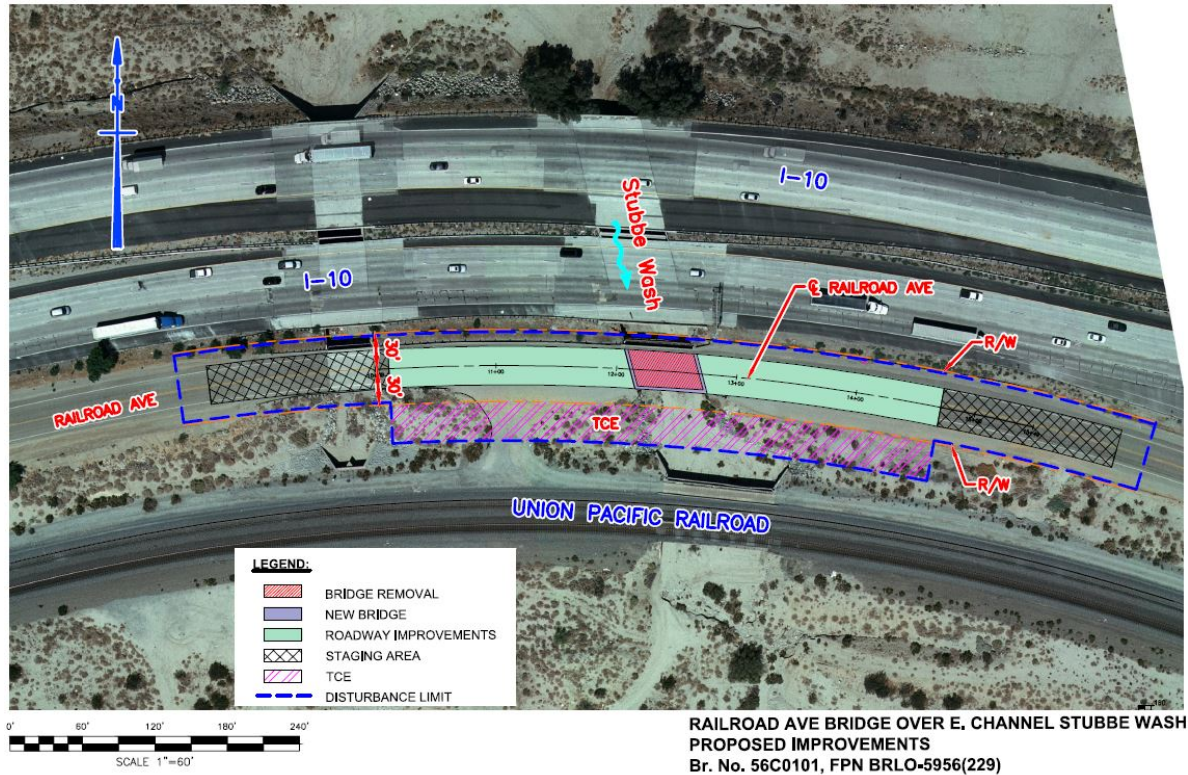 N
I-10
Stubbe Wash
I-10
℄ RAILROAD AVE
R/W
30'
30'
11+00
12+00
13+00
14+00
RAILROAD AVE
TCE
R/W
UNION PACIFIC RAILROAD
LEGEND:
BRIDGE REMOVAL
NEW BRIDGE
ROADWAY IMPROVEMENTS
STAGING AREA
TCE
DISTURBANCE LIMIT
0' 60' 120' 180' 240'
SCALE 1"=60'
RAILROAD AVE BRIDGE OVER E. CHANNEL STUBBE WASH
PROPOSED IMPROVEMENTS
Br. No. 56C0101, FPN BRLO-5956(229)